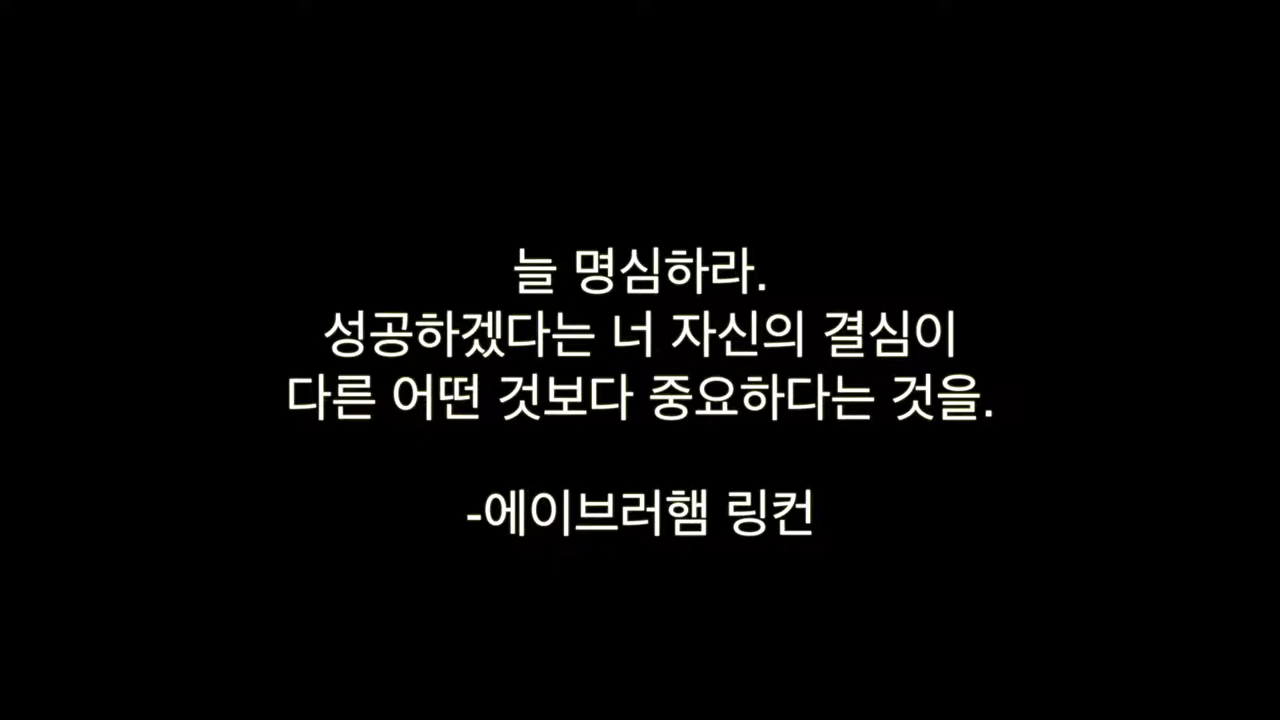 늘 명심하라.
성공하겠다는 너 자신의 결심이
다른 어떤 것보다 중요하다는 것을.
-에이브러햄 링컨